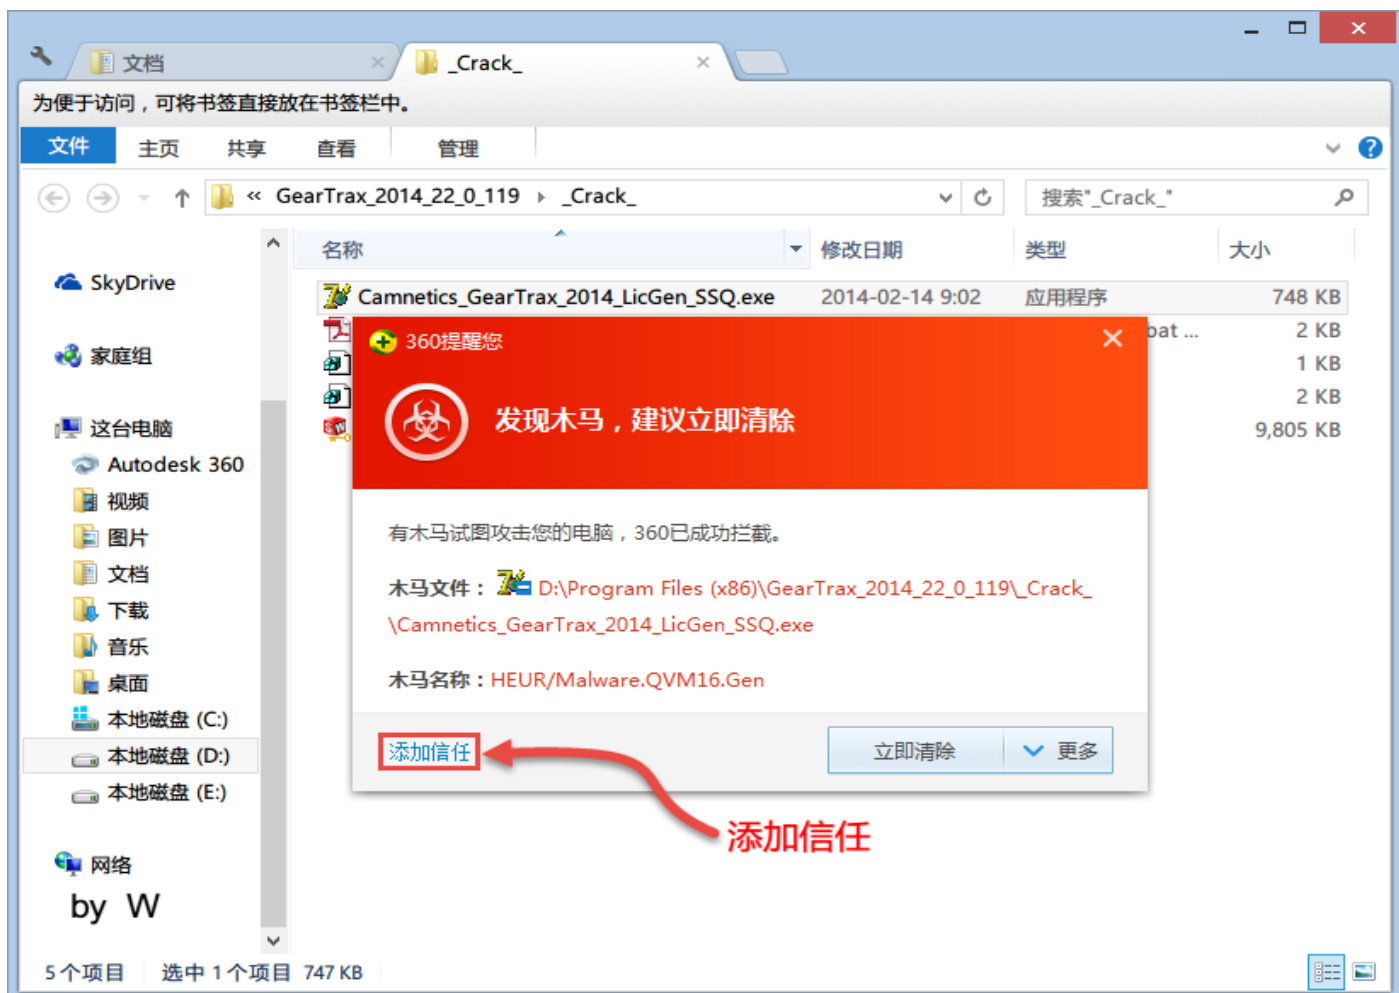 文档
_Crack_
为便于访问，可将书签直接放在书签栏中。
文件 主页 共享 查看 管理
« GearTrax_2014_22_0_119 _Crack_ 搜索"_Crack_"
名称 修改日期 类型 大小
SkyDrive
家庭组
这台电脑
Autodesk 360
视频
图片
文档
下载
音乐
桌面
本地磁盘 (C:)
本地磁盘 (D:)
本地磁盘 (E:)
网络
by W
Camnetics_GearTrax_2014_LicGen_SSQ.exe 2014-02-14 9:02 应用程序 748 KB
bat ... 2 KB
1 KB
2 KB
9,805 KB
360提醒您
发现木马，建议立即清除
有木马试图攻击您的电脑，360已成功拦截。
木马文件： D:\Program Files (x86)\GearTrax_2014_22_0_119\_Crack_
\Camnetics_GearTrax_2014_LicGen_SSQ.exe
木马名称：HEUR/Malware.QVM16.Gen
添加信任 立即清除 更多
添加信任
5 个项目 选中 1 个项目 747 KB